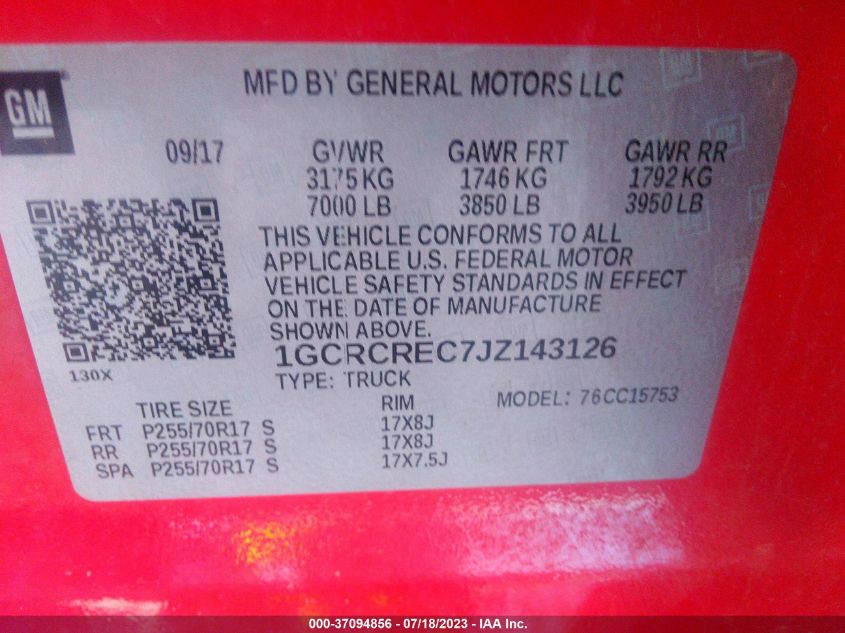 GM
MFD BY GENERAL MOTORS LLC
09/17 GVWR GAWR FRT GAWR RR
3175 KG 1746 KG 1792 KG
7000 LB 3850 LB 3950 LB
THIS VEHICLE CONFORMS TO ALL
APPLICABLE U.S. FEDERAL MOTOR
VEHICLE SAFETY STANDARDS IN EFFECT
ON THE DATE OF MANUFACTURE
SHOWN ABOVE.
1GCRCREC7JZ143126
130X
TYPE: TRUCK MODEL: 76CC15753
TIRE SIZE RIM
FRT P255/70R17 S 17X8J
RR P255/70R17 S 17X8J
SPA P255/70R17 S 17X7.5J
000-37094856 - 07/18/2023 - IAA Inc.